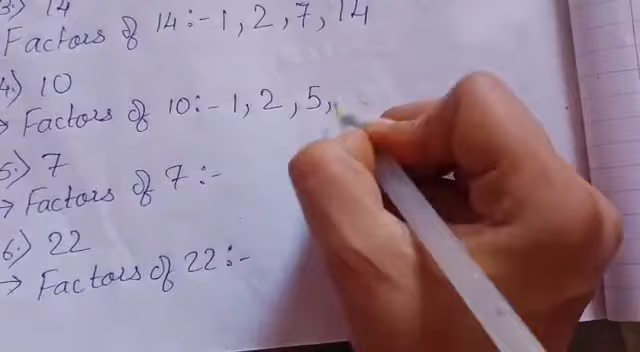 3.) 14
Factors of 14:- 1, 2, 7, 14
4.) 10
→ Factors of 10:- 1, 2, 5,
5.) 7
→ Factors of 7:-
6.) 22
→ Factors of 22:-